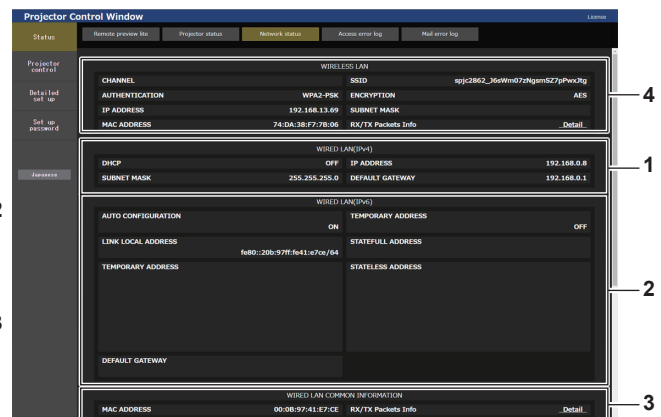 Projector Control Window
License
Status
Remote preview lite
Projector status
Network status
Access error log
Mail error log
Projector
control
Detailed
set up
Set up
password
Japanese
WIRELESS LAN
CHANNEL
SSID spjc2862_J6sWm07zNgsmSZ7pPwxJtg
AUTHENTICATION WPA2-PSK ENCRYPTION AES
IP ADDRESS 192.168.13.69 SUBNET MASK
MAC ADDRESS 74:DA:38:F7:7B:06 RX/TX Packets Info Detail
4
WIRED LAN(IPv4)
DHCP OFF IP ADDRESS 192.168.0.8
SUBNET MASK 255.255.255.0 DEFAULT GATEWAY 192.168.0.1
1
WIRED LAN(IPv6)
AUTO CONFIGURATION ON TEMPORARY ADDRESS OFF
LINK LOCAL ADDRESS fe80::20b:97ff:fe41:e7ce/64 STATEFULL ADDRESS
TEMPORARY ADDRESS STATELESS ADDRESS
DEFAULT GATEWAY
2
WIRED LAN COMMON INFORMATION
MAC ADDRESS 00:0B:97:41:E7:CE RX/TX Packets Info Detail
3